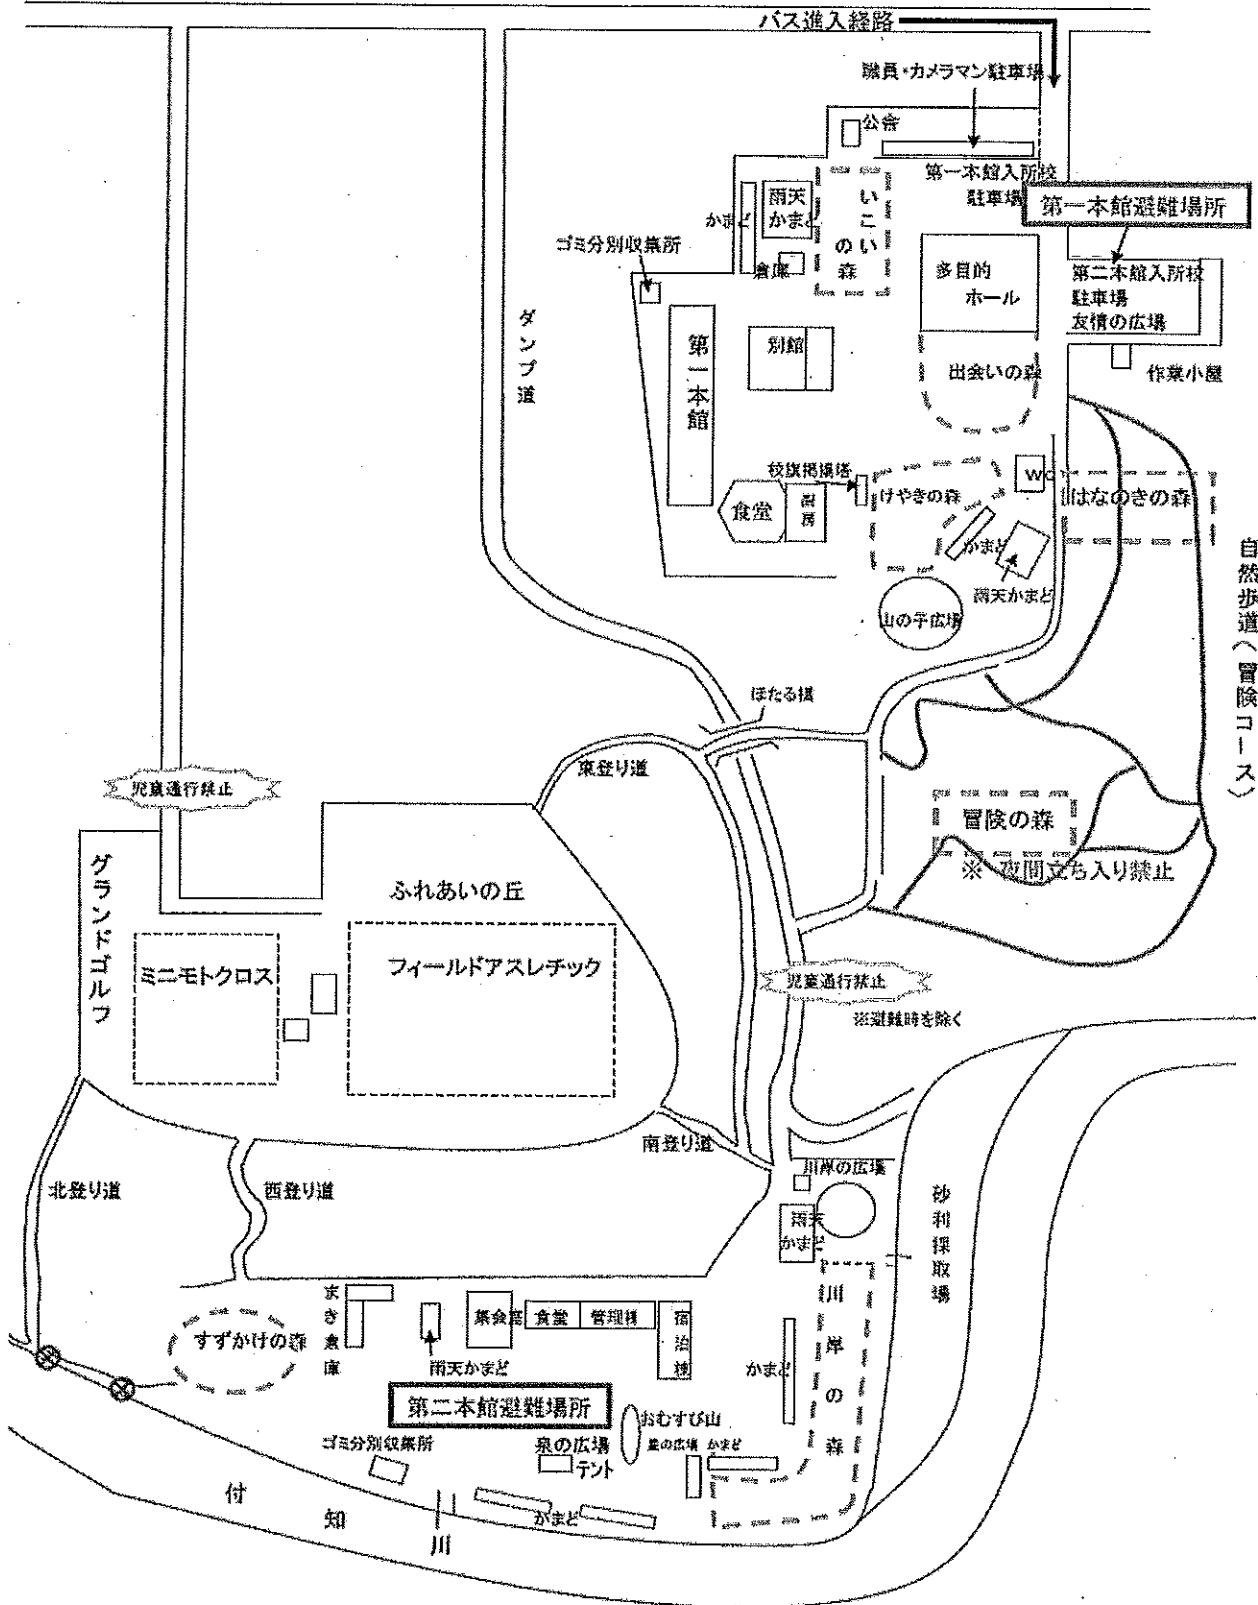 バス進入経路
職員・カメラマン駐車場
公舎
第一本館入所校
駐車場
第一本館避難場所
かまど
雨天
かまど
いこい
の森
ゴミ分別収集所
倉庫
多目的
ホール
第二本館入所校
駐車場
友情の広場
ダンプ道
第一本館
別館
出会いの森
作業小屋
校旗掲揚塔
食堂
厨房
けやきの森
WC
はなのきの森
かまど
雨天かまど
山の子広場
自然歩道(冒険コース)
ほたる橋
東登り道
児童通行禁止
冒険の森
※ 夜間立ち入り禁止
グランドゴルフ
ふれあいの丘
ミニモトクロス
フィールドアスレチック
児童通行禁止
※避難時を除く
南登り道
川岸の広場
北登り道
西登り道
雨天
かまど
砂利採取場
まき倉庫
集会室
食堂
管理棟
宿泊棟
川岸の森
すずかけの森
雨天かまど
かまど
第二本館避難場所
おむすび山
ゴミ分別収集所
泉の広場
テント
星の広場
かまど
かまど
付知川